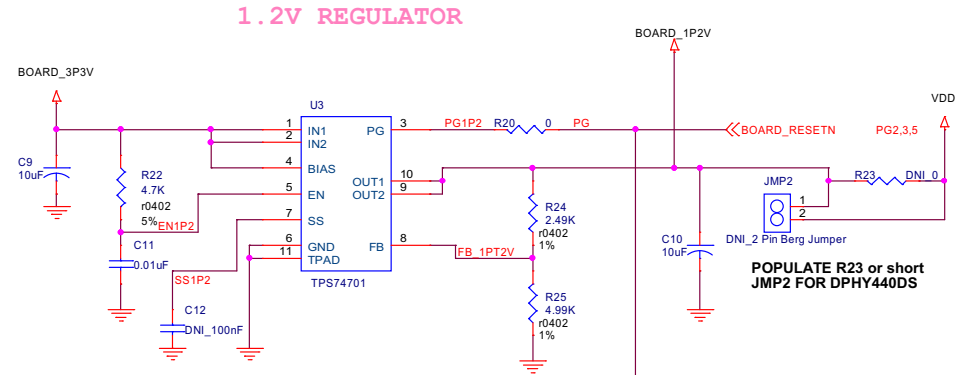 1.2V REGULATOR
BOARD_1P2V
BOARD_3P3V
VDD
U3
1
IN1
2
IN2
4
BIAS
5
EN
7
SS
6
GND
11
TPAD
PG
3
OUT1
10
OUT2
9
FB
8
TPS74701
PG1P2
R20
0
PG
BOARD_RESETN
PG2,3,5
C9
10uF
R22
4.7K
r0402
5%
EN1P2
C11
0.01uF
SS1P2
C12
DNI_100nF
FB_1PT2V
R24
2.49K
r0402
1%
R25
4.99K
r0402
1%
C10
10uF
R23
DNI_0
JMP2
1
2
DNI_2 Pin Berg Jumper
POPULATE R23 or short
JMP2 FOR DPHY440DS